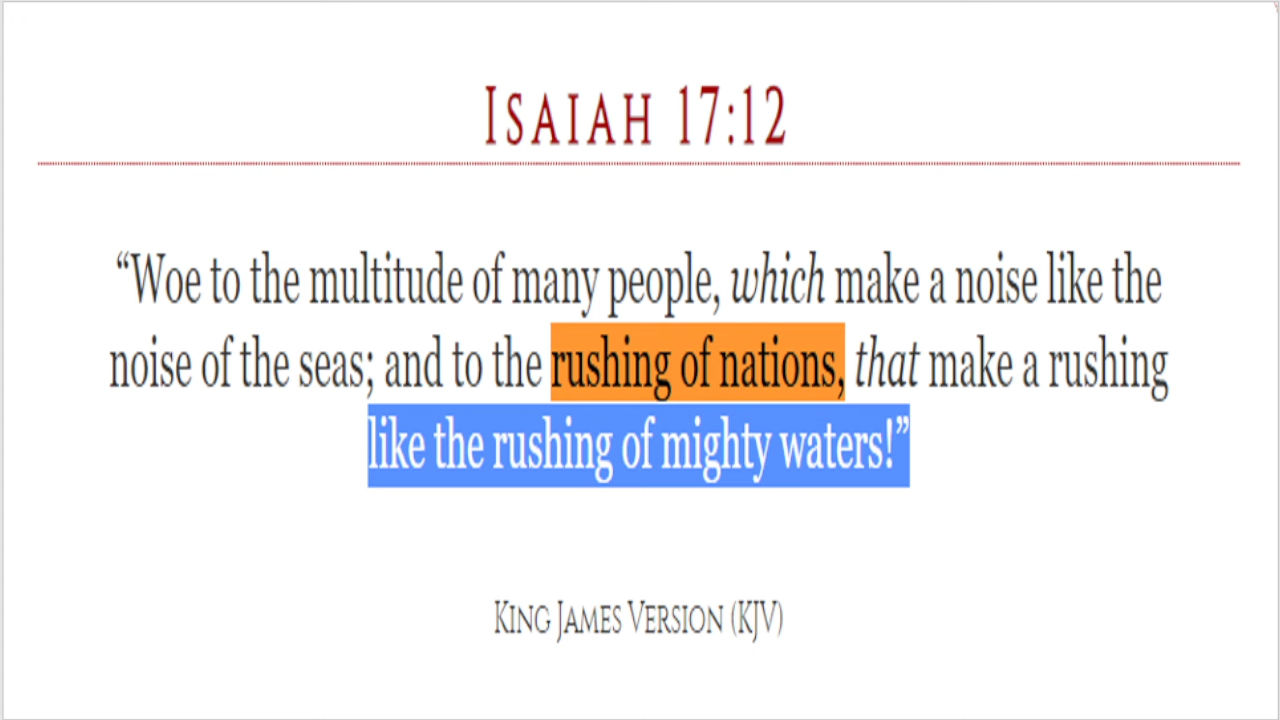 Isaiah 17:12
“Woe to the multitude of many people, which make a noise like the
noise of the seas; and to the rushing of nations, that make a rushing
like the rushing of mighty waters!”
King James Version (KJV)